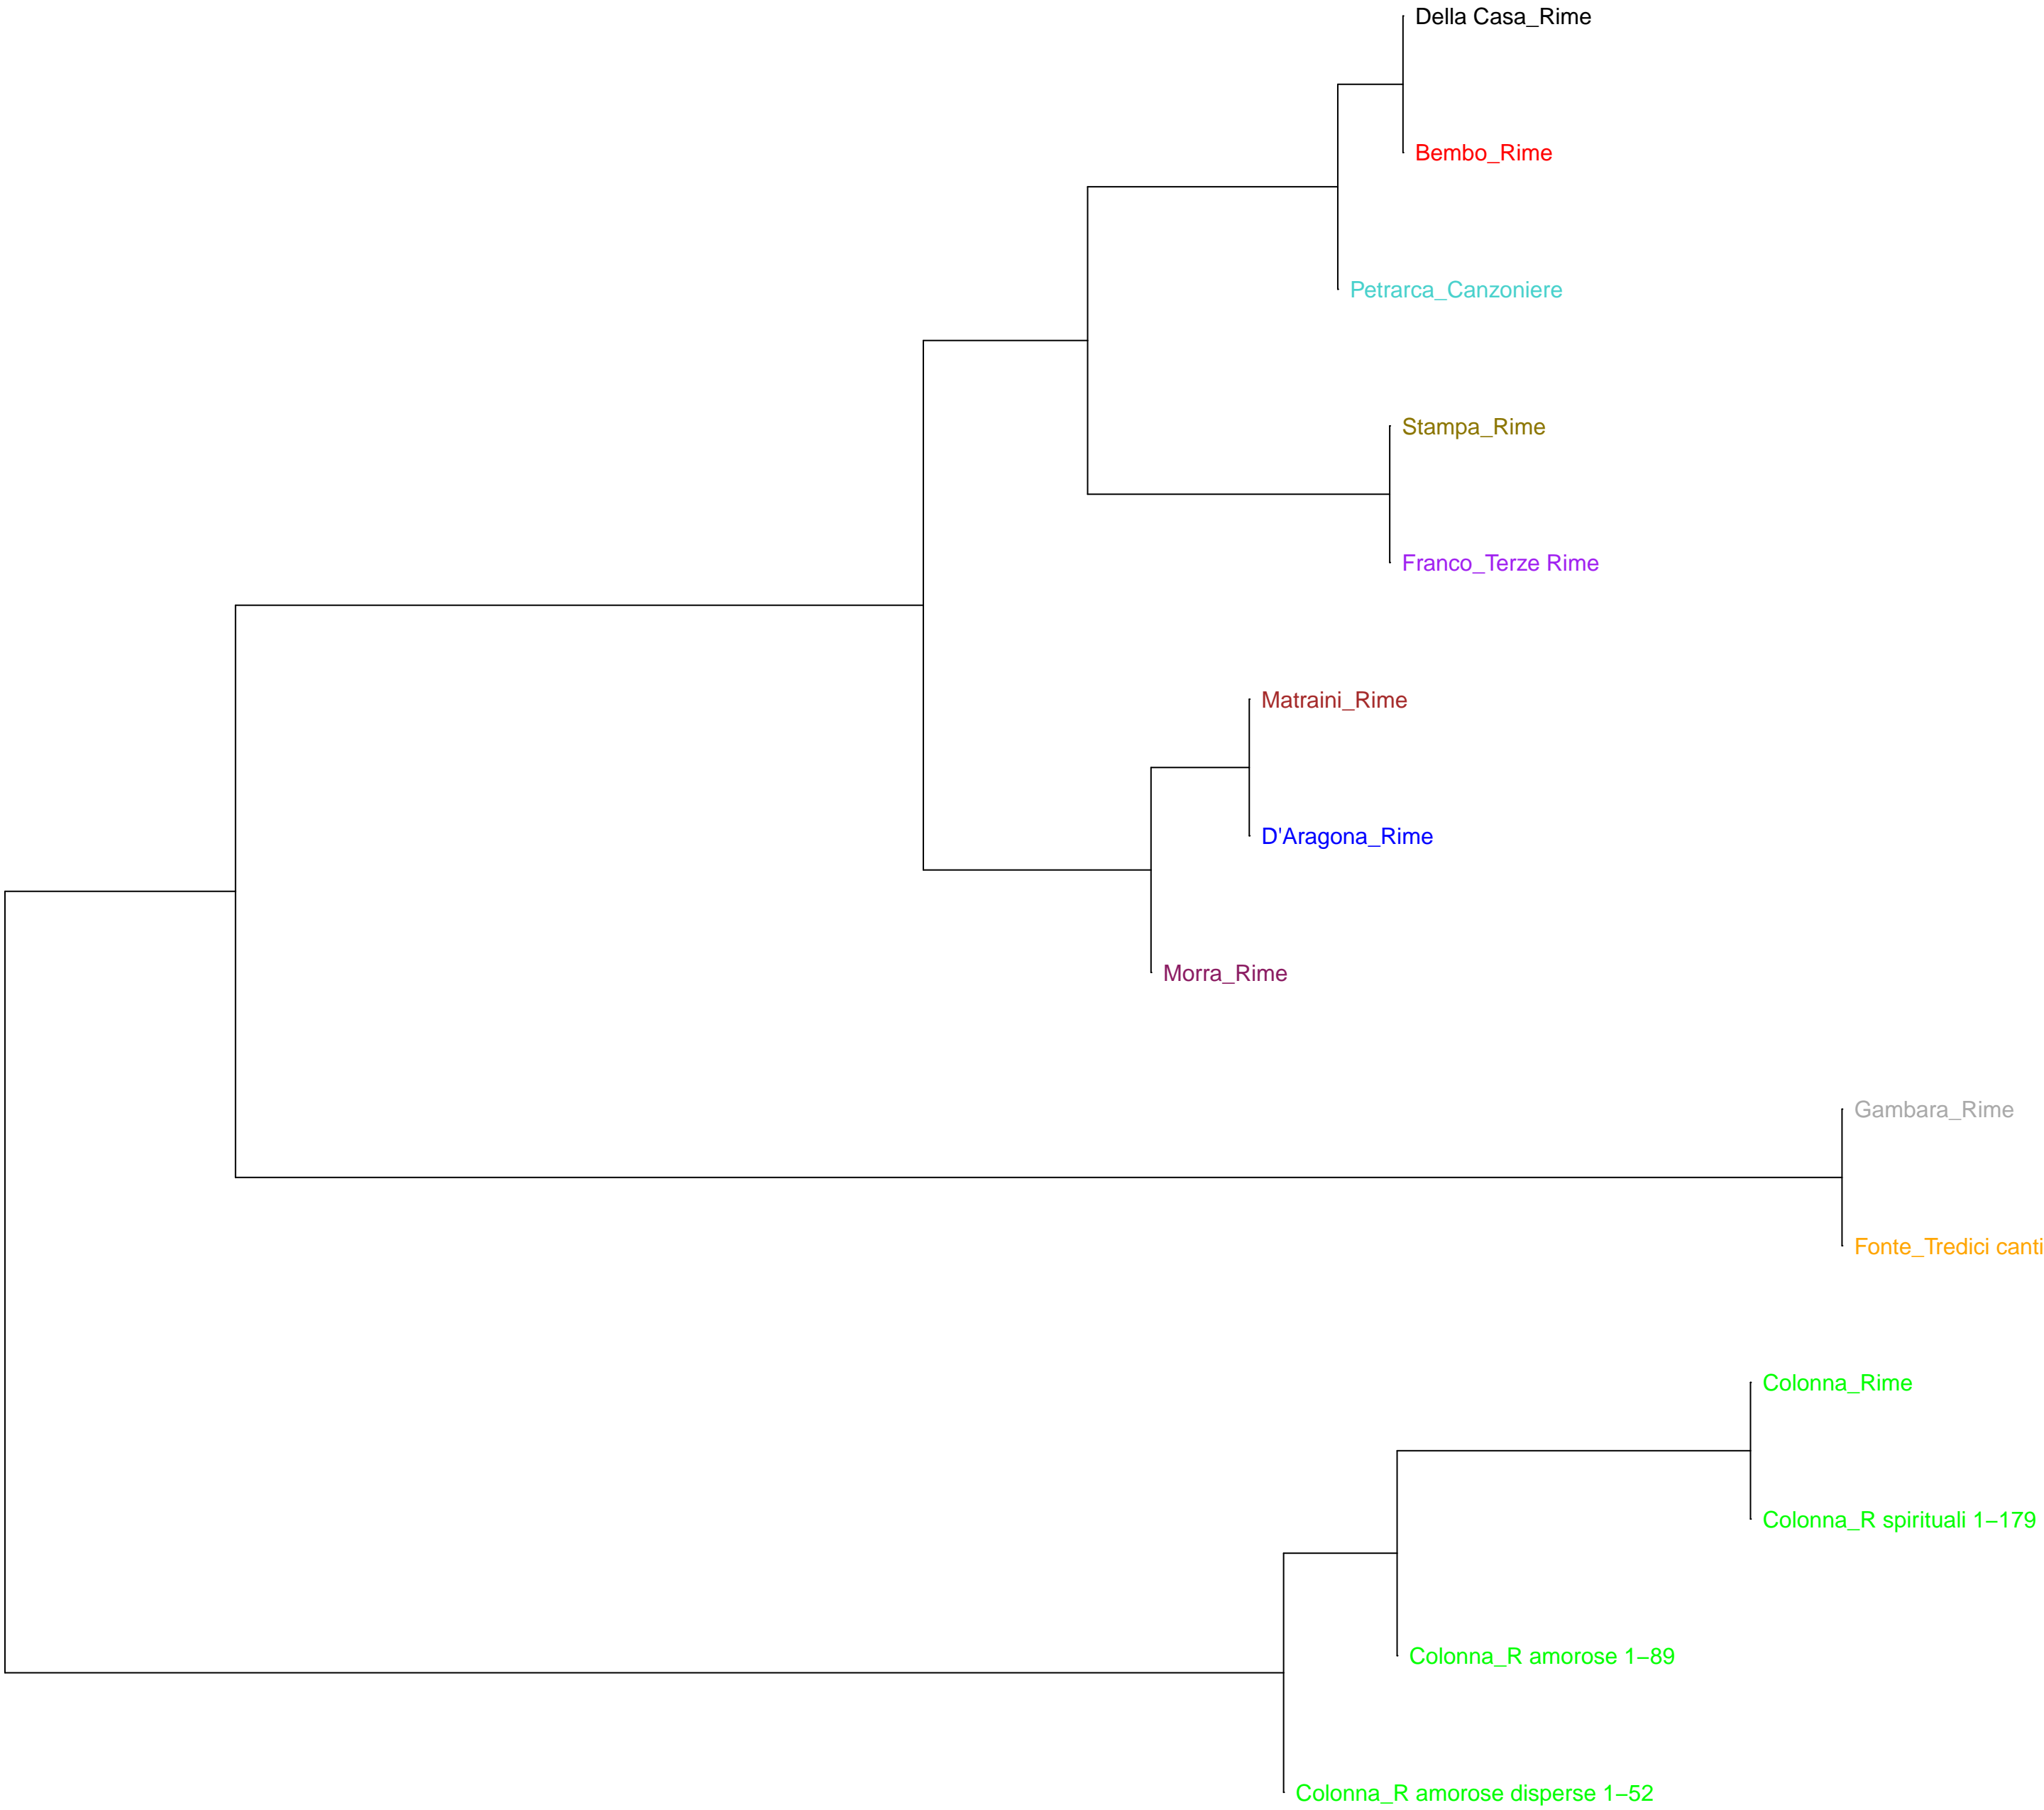 Della Casa_Rime
Bembo_Rime
Petrarca_Canzoniere
Stampa_Rime
Franco_Terze Rime
Matraini_Rime
D'Aragona_Rime
Morra_Rime
Gambara_Rime
Fonte_Tredici canti
Colonna_Rime
Colonna_R spirituali 1−179
Colonna_R amorose 1−89
Colonna_R amorose disperse 1−52